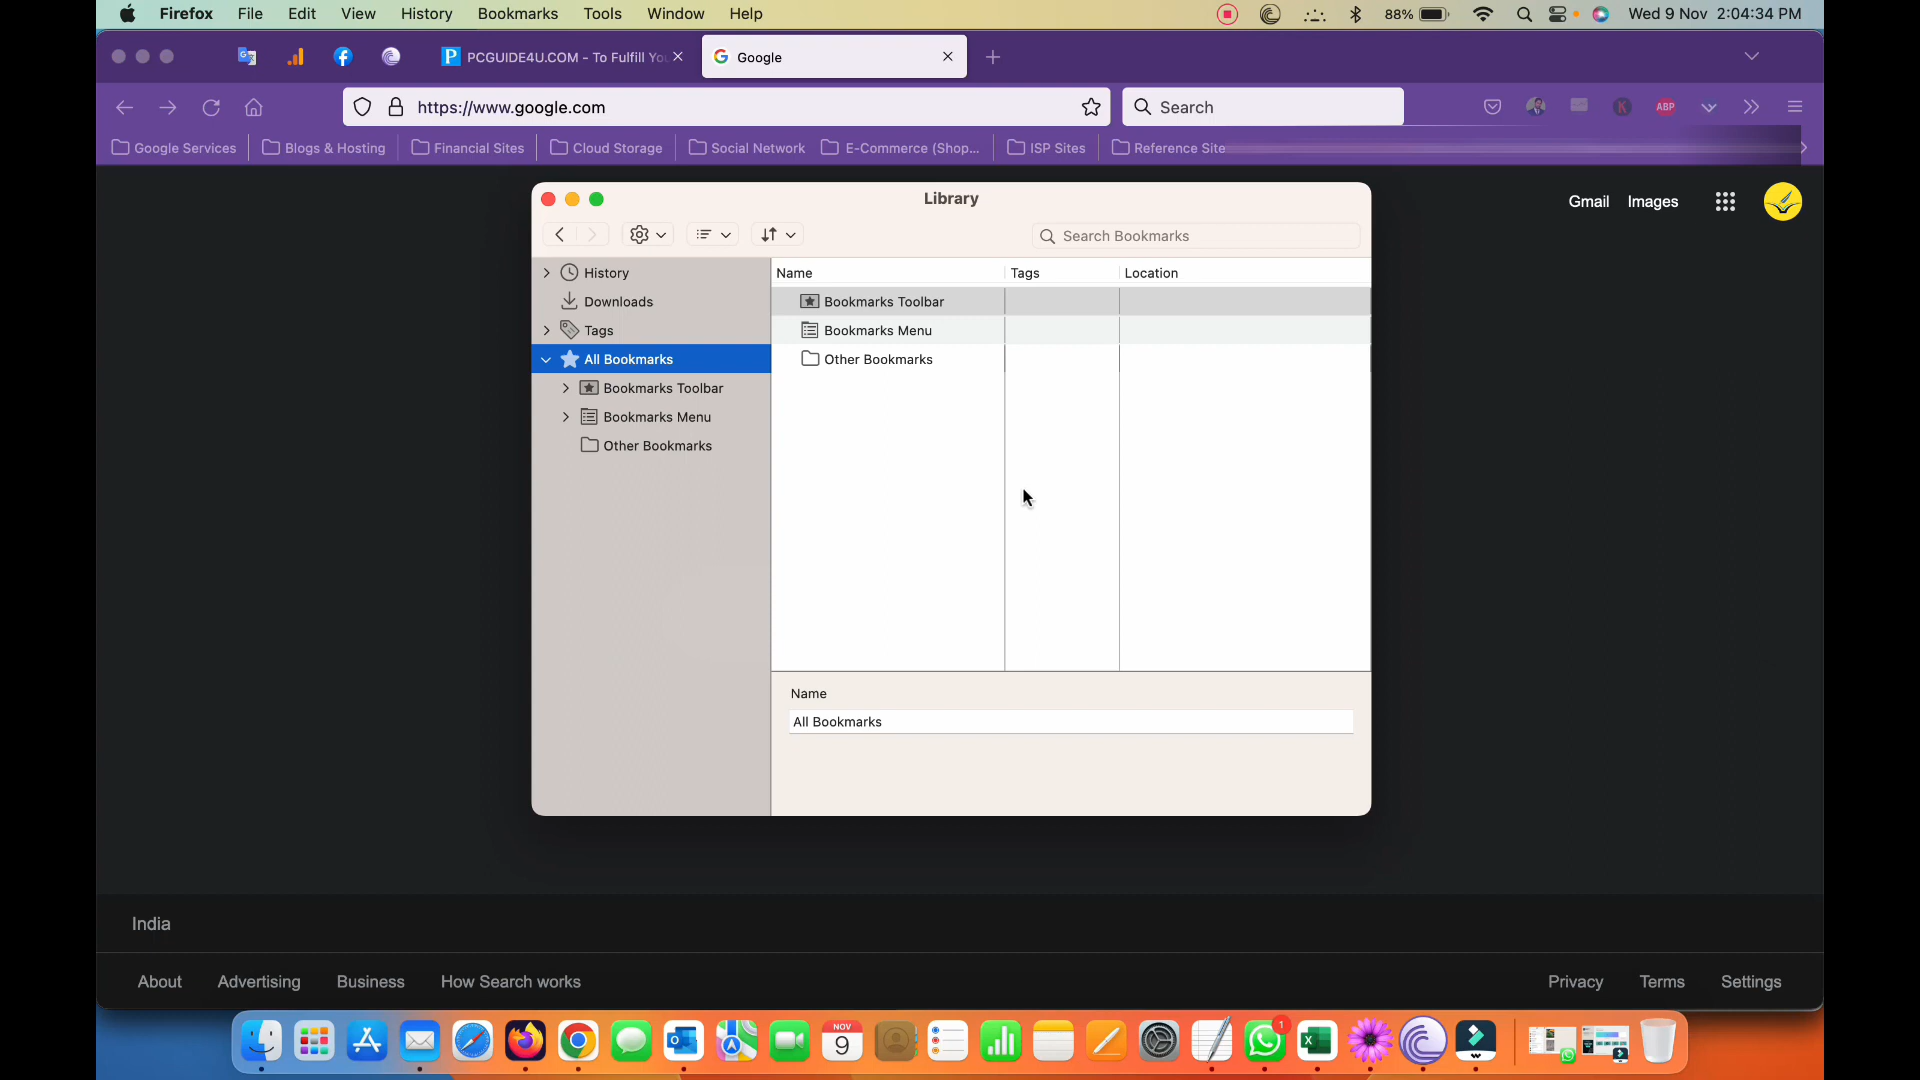 Firefox File Edit View History Bookmarks Tools Window Help 88% Wed 9 Nov 2:04:34 PM
PCGUIDE4U.COM - To Fulfill Yo Google
https://www.google.com Search ABP
Google Services Blogs & Hosting Financial Sites Cloud Storage Social Network E-Commerce (Shop... ISP Sites Reference Site
Library
Gmail Images
Search Bookmarks
History Name Tags Location
Downloads Bookmarks Toolbar
Tags Bookmarks Menu
All Bookmarks Other Bookmarks
Bookmarks Toolbar
Bookmarks Menu
Other Bookmarks
Name
All Bookmarks
India
About Advertising Business How Search works Privacy Terms Settings
NOV
9
1